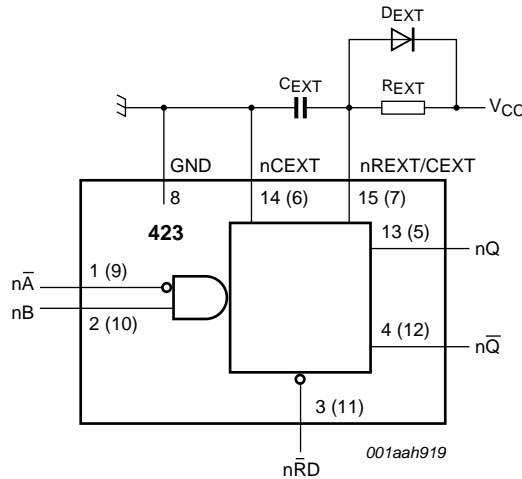 DEXT
CEXT
REXT
VCC
GND
nCEXT
nREXT/CEXT
8
14 (6)
15 (7)
423
13 (5)
nQ
nA̅
1 (9)
nB
2 (10)
4 (12)
nQ̅
3 (11)
nR̅D
001aah919